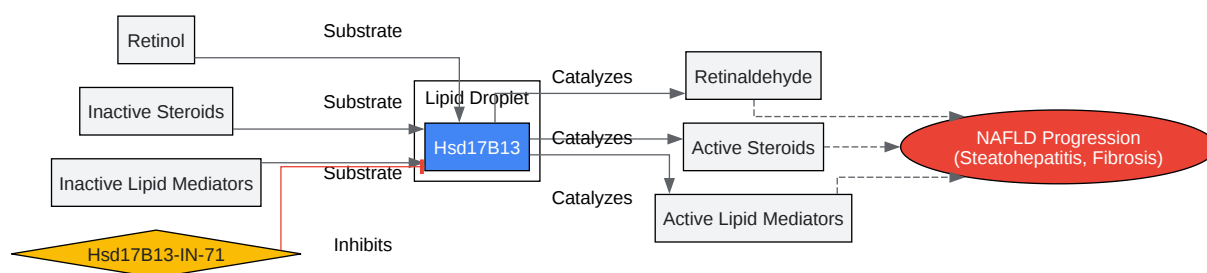 Retinol
Substrate
Inactive Steroids
Substrate
Inactive Lipid Mediators
Substrate
Hsd17B13-IN-71
Inhibits
Lipid Droplet
Hsd17B13
Catalyzes
Retinaldehyde
Catalyzes
Active Steroids
Catalyzes
Active Lipid Mediators
NAFLD Progression
(Steatohepatitis, Fibrosis)